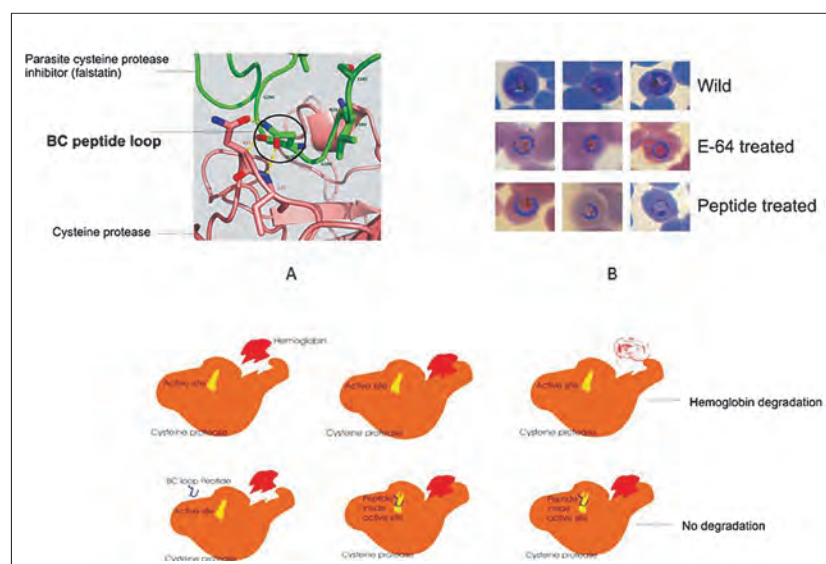 Parasite cysteine protease
inhibitor (falstatin)
BC peptide loop
Cysteine protease
A
Wild
E-64 treated
Peptide treated
B
Hemoglobin
Active site
Cysteine protease
Active site
Cysteine protease
Active site
Cysteine protease
Hemoglobin degradation
BC loop Peptide
Active site
Cysteine protease
Peptide
inside
active site
Cysteine protease
Peptide
inside
active site
Cysteine protease
No degradation